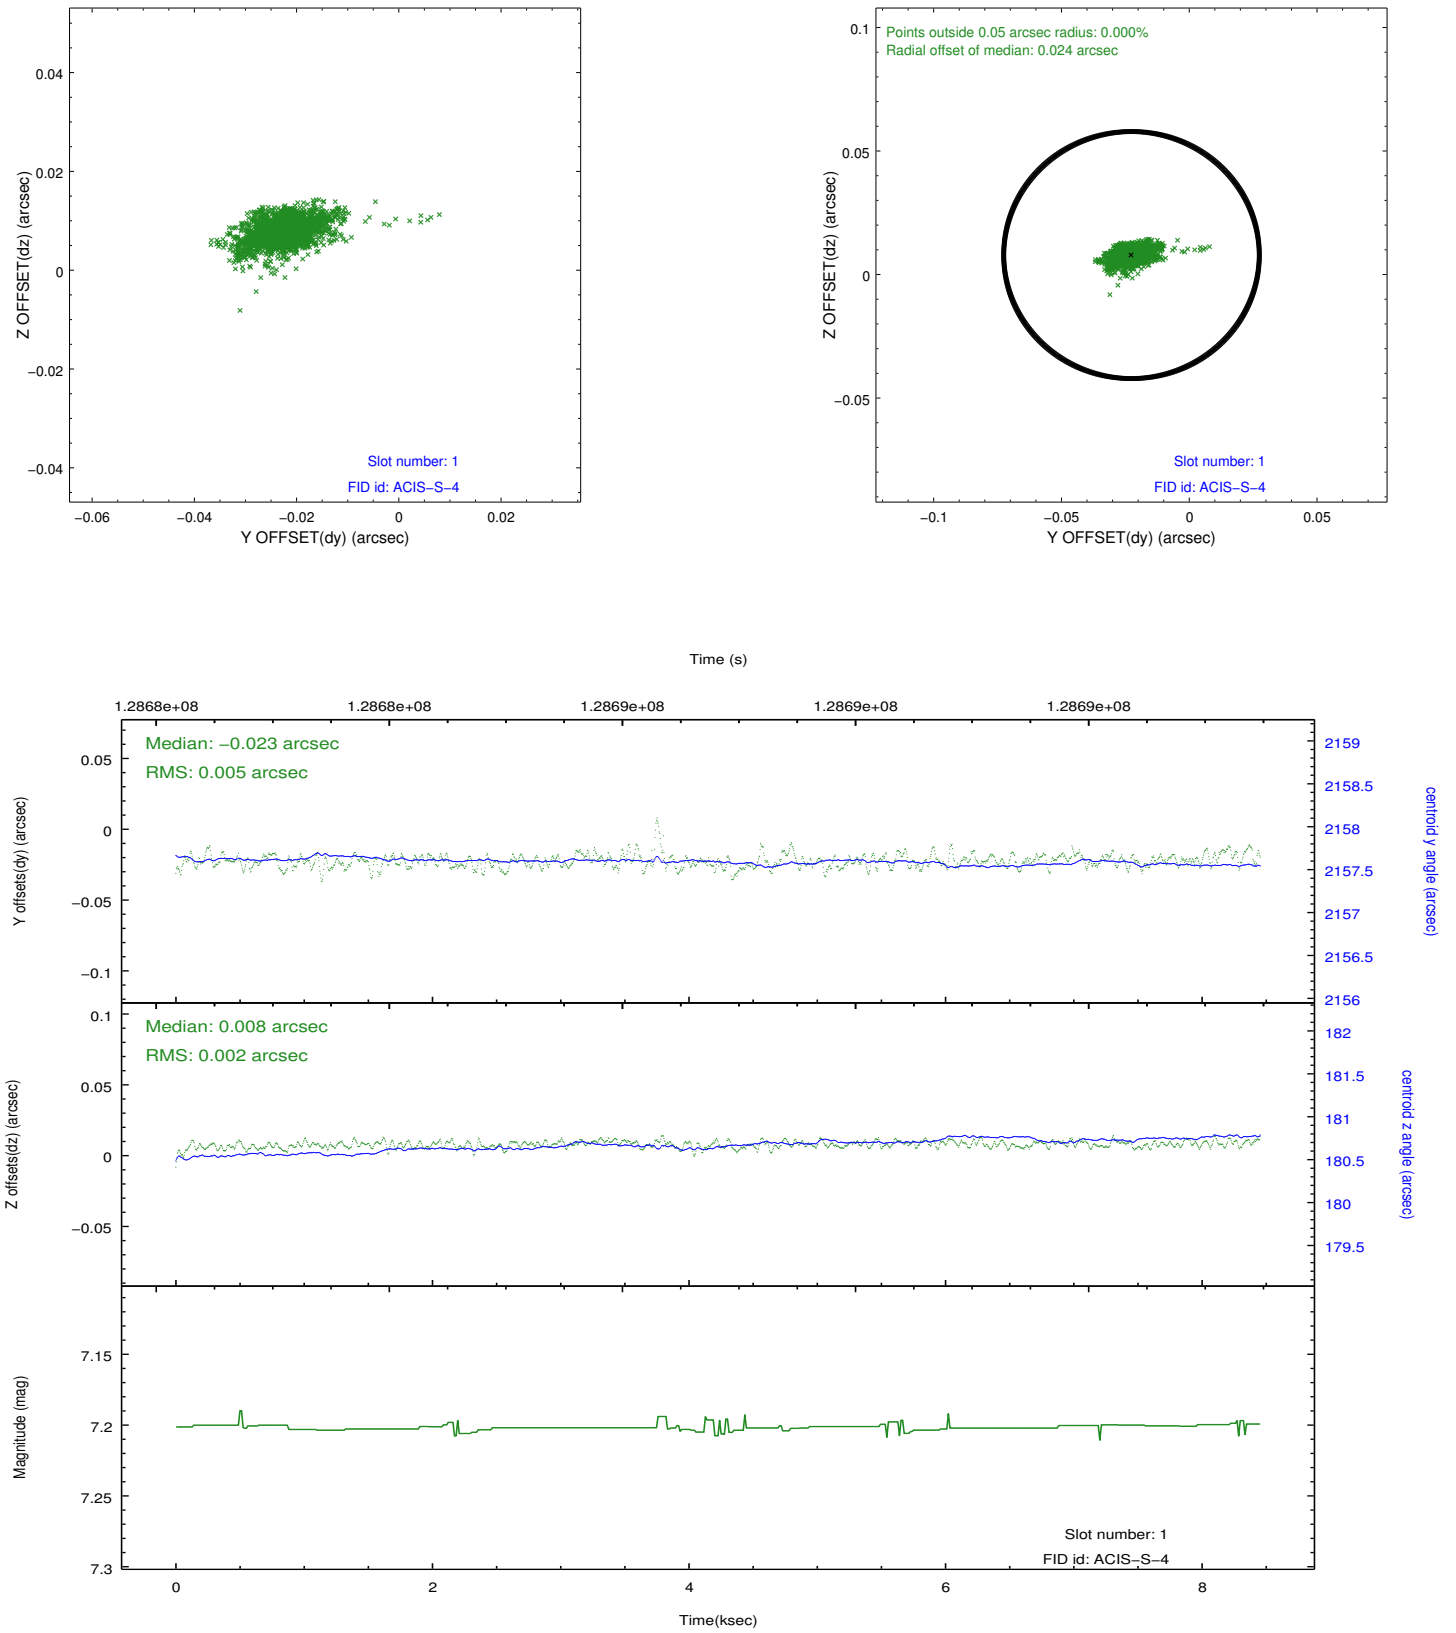 0.04
0.02
0
−0.02
−0.04
Z OFFSET(dz) (arcsec)
Slot number: 1
FID id: ACIS−S−4
−0.06
−0.04
−0.02
0
0.02
Y OFFSET(dy) (arcsec)
Points outside 0.05 arcsec radius: 0.000%
Radial offset of median: 0.024 arcsec
0.1
0.05
0
−0.05
Z OFFSET(dz) (arcsec)
Slot number: 1
FID id: ACIS−S−4
−0.1
−0.05
0
0.05
Y OFFSET(dy) (arcsec)
Time (s)
1.2868e+08
1.2868e+08
1.2869e+08
1.2869e+08
1.2869e+08
Median: −0.023 arcsec
RMS: 0.005 arcsec
0.05
0
−0.05
−0.1
Y offsets(dy) (arcsec)
2159
2158.5
2158
2157.5
2157
2156.5
2156
centroid y angle (arcsec)
Median: 0.008 arcsec
RMS: 0.002 arcsec
0.1
0.05
0
−0.05
Z offsets(dz) (arcsec)
182
181.5
181
180.5
180
179.5
centroid z angle (arcsec)
7.15
7.2
7.25
7.3
Magnitude (mag)
Slot number: 1
FID id: ACIS−S−4
0
2
4
6
8
Time(ksec)